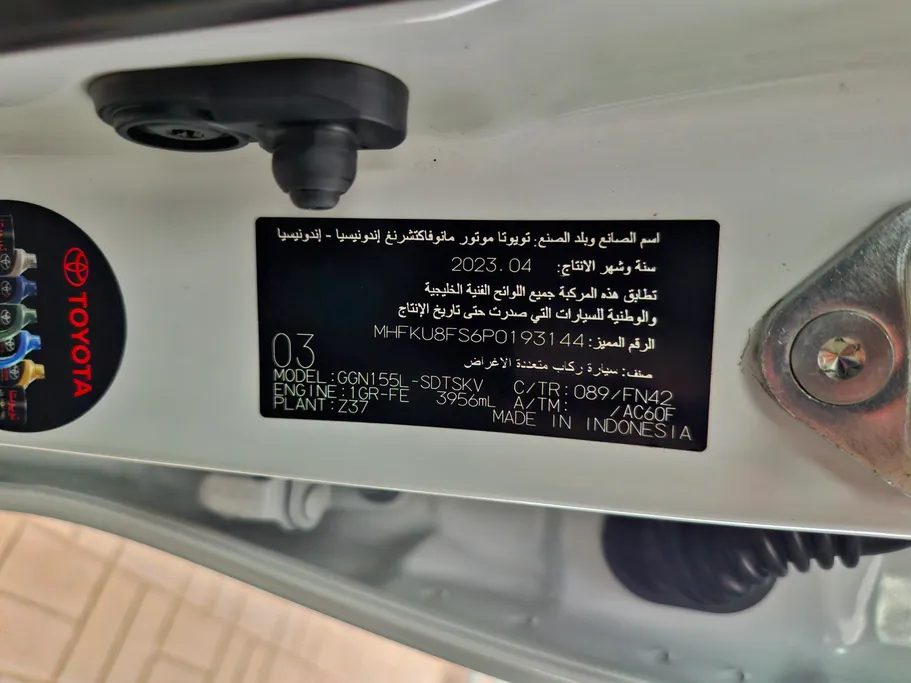 اسم الصانع وبلد الصنع: تويوتا موتور مانوفاكتشرنغ إندونيسيا - إندونيسيا
سنة وشهر الانتاج: 2023.04
تطابق هذه المركبة جميع اللوائح الفنية الخليجية
والوطنية للسيارات التي صدرت حتى تاريخ الإنتاج
الرقم المميز: MHFKU8FS6P0193144
صنف: سيارة ركاب متعددة الاغراض
03
MODEL:GGN155L-SDTSKV C/TR:089/FN42
ENGINE:1GR-FE 3956mL A/TM: /AC60F
PLANT:Z37 MADE IN INDONESIA
TOYOTA